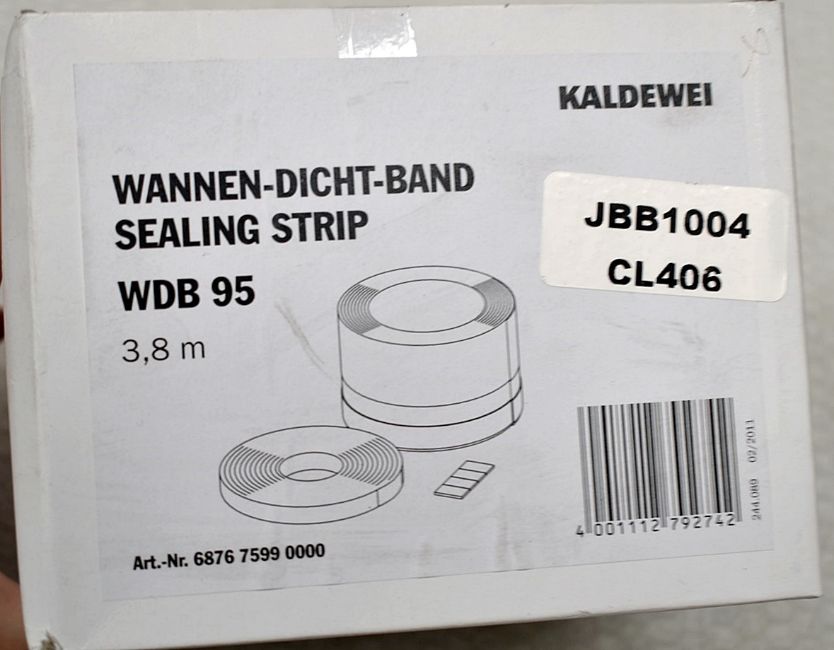 KALDEWEI
WANNEN-DICHT-BAND
SEALING STRIP
WDB 95
3,8 m
JBB1004
CL406
4 001112 792742
244.089 02/2011
Art.-Nr. 6876 7599 0000